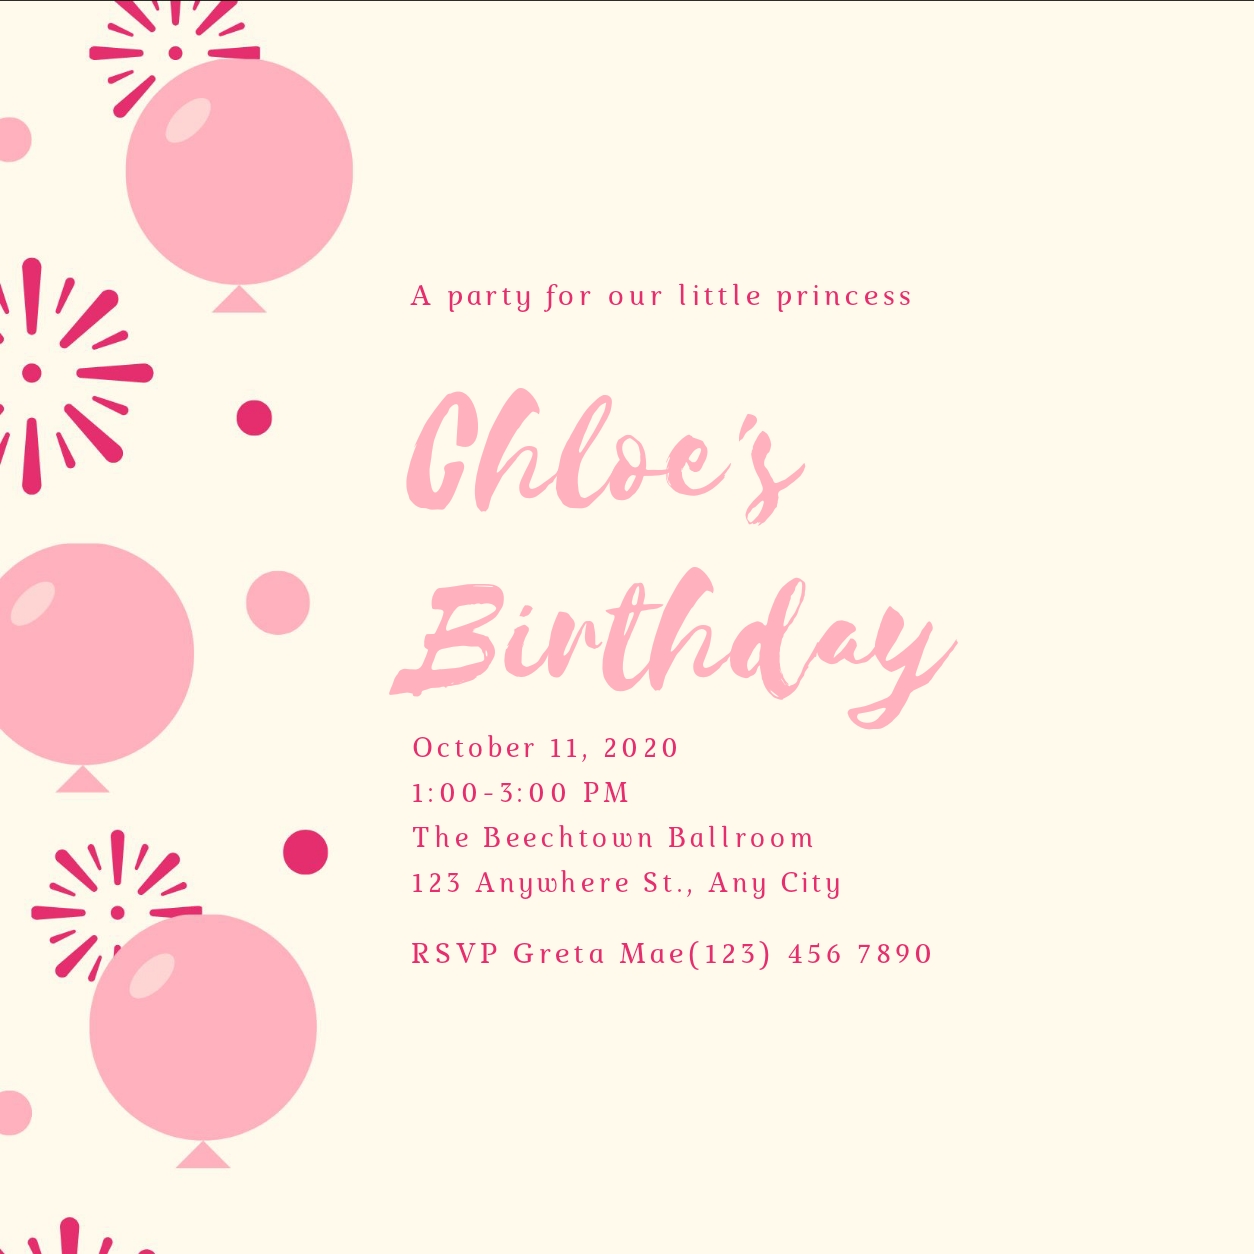 A party for our little princess
Chloe's
Birthday
October 11, 2020
1:00-3:00 PM
The Beechtown Ballroom
123 Anywhere St., Any City
RSVP Greta Mae(123) 456 7890